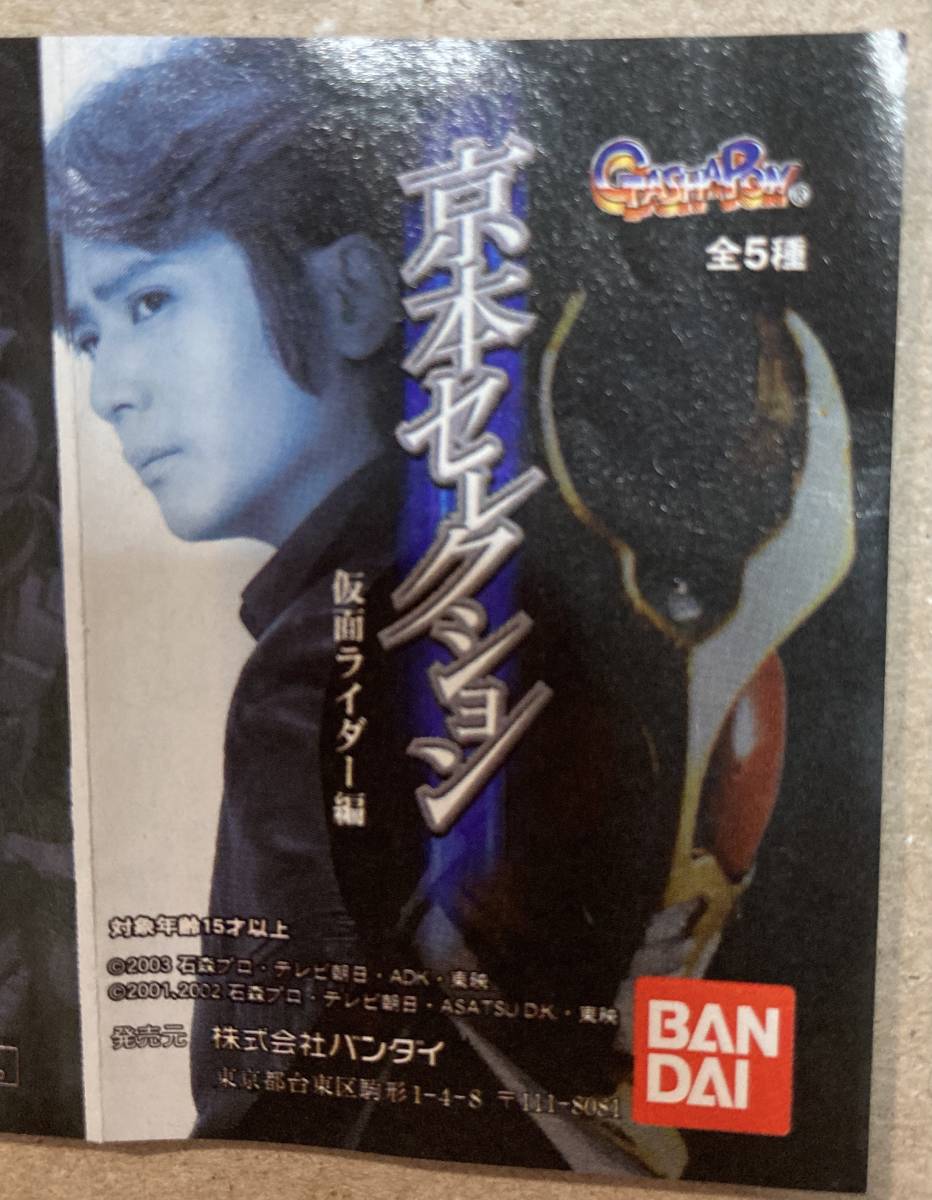 GASHAPON®
全5種
京本セレクション
仮面ライダー編
対象年齢15才以上
©2003 石森プロ・テレビ朝日・ADK・東映
©2001,2002 石森プロ・テレビ朝日・ASATSU D.K.・東映
発売元 株式会社バンダイ
東京都台東区駒形1-4-8 〒111-8081
BAN
DAI